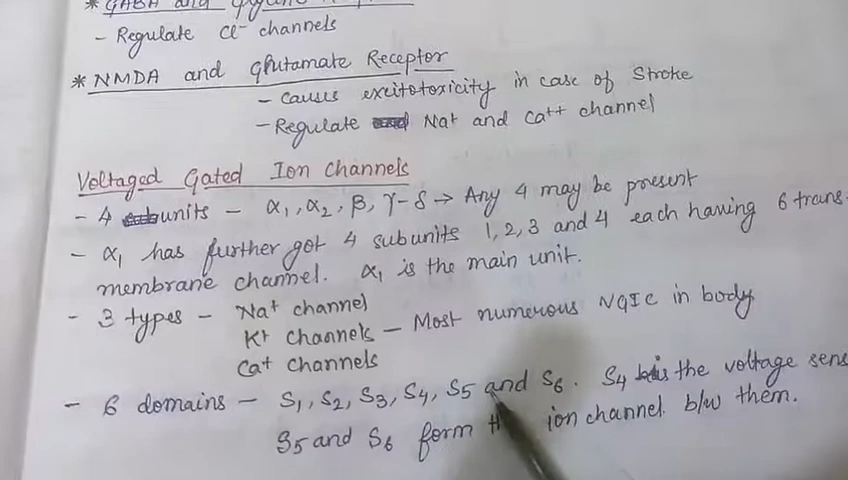 * GABA and Glycine
- Regulate Cl⁻ channels
* NMDA and Glutamate Receptor
- Causes excitotoxicity in case of Stroke
- Regulate Na+ and Ca++ channel
Voltaged Gated Ion Channels
- 4 units - α1, α2, β, γ-δ → Any 4 may be present
- α1 has further got 4 subunits 1, 2, 3 and 4 each having 6 trans-
membrane channel. α1 is the main unit.
- 3 types - Na+ channel
K+ channels - Most numerous VGIC in body
Ca+ channels
- 6 domains - S1, S2, S3, S4, S5 and S6. S4 is the voltage sens
S5 and S6 form ion channel b/w them.